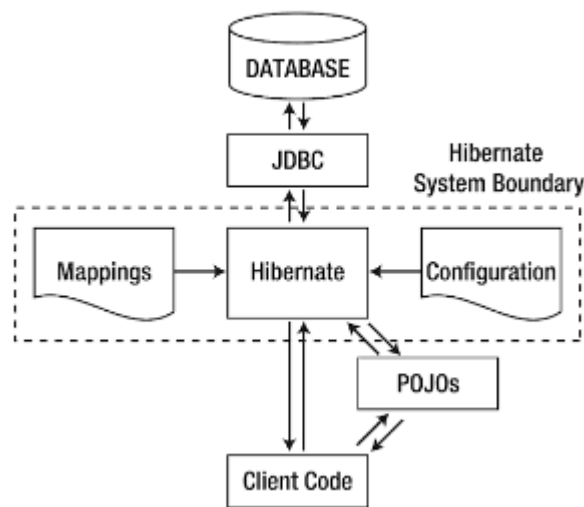 DATABASE
JDBC
Hibernate
System Boundary
Mappings
Hibernate
Configuration
POJOs
Client Code